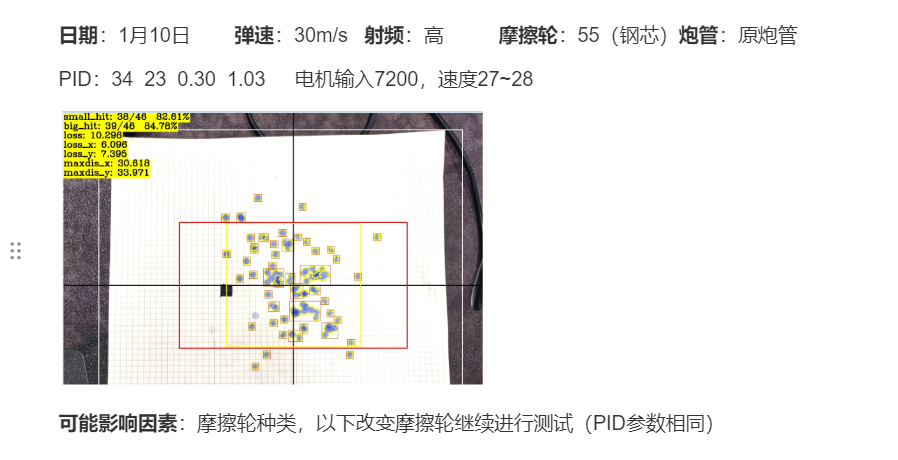 日期：1月10日 弹速：30m/s 射频：高 摩擦轮：55（钢芯）炮管：原炮管
PID：34 23 0.30 1.03 电机输入7200，速度27~28
small_hit: 38/46 82.61%
big_hit: 39/46 84.78%
loss: 10.296
loss_x: 6.096
loss_y: 7.395
maxdis_x: 30.618
maxdis_y: 33.971
可能影响因素：摩擦轮种类，以下改变摩擦轮继续进行测试（PID参数相同）